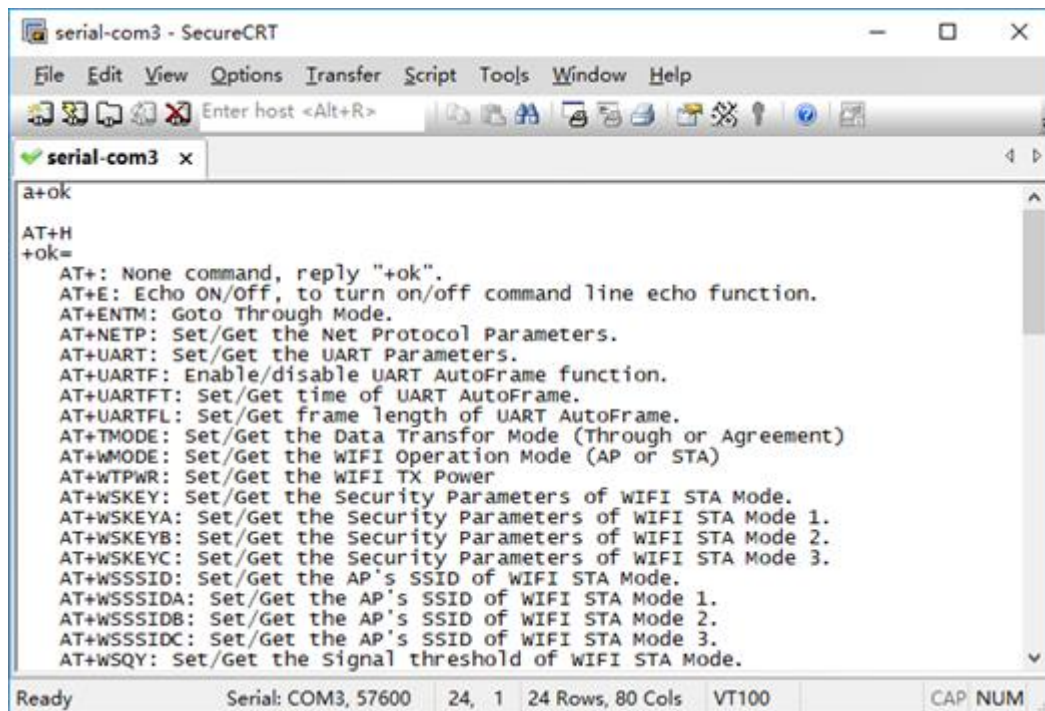 serial-com3 - SecureCRT
File Edit View Options Transfer Script Tools Window Help
Enter host <Alt+R>
serial-com3 x
a+ok
AT+H
+ok=
AT+: None command, reply "+ok".
AT+E: Echo ON/Off, to turn on/off command line echo function.
AT+ENTM: Goto Through Mode.
AT+NETP: Set/Get the Net Protocol Parameters.
AT+UART: Set/Get the UART Parameters.
AT+UARTF: Enable/disable UART AutoFrame function.
AT+UARTFT: Set/Get time of UART AutoFrame.
AT+UARTFL: Set/Get frame length of UART AutoFrame.
AT+TMODE: Set/Get the Data Transfor Mode (Through or Agreement)
AT+WMODE: Set/Get the WIFI Operation Mode (AP or STA)
AT+WTPWR: Set/Get the WIFI TX Power
AT+WSKEY: Set/Get the Security Parameters of WIFI STA Mode.
AT+WSKEYA: Set/Get the Security Parameters of WIFI STA Mode 1.
AT+WSKEYB: Set/Get the Security Parameters of WIFI STA Mode 2.
AT+WSKEYC: Set/Get the Security Parameters of WIFI STA Mode 3.
AT+WSSSID: Set/Get the AP's SSID of WIFI STA Mode.
AT+WSSSIDA: Set/Get the AP's SSID of WIFI STA Mode 1.
AT+WSSSIDB: Set/Get the AP's SSID of WIFI STA Mode 2.
AT+WSSSIDC: Set/Get the AP's SSID of WIFI STA Mode 3.
AT+WSQY: Set/Get the Signal threshold of WIFI STA Mode.
Ready Serial: COM3, 57600 24, 1 24 Rows, 80 Cols VT100 CAP NUM